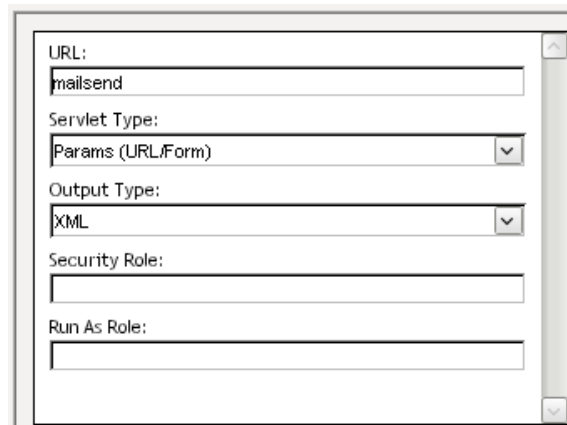 URL:
mailsend
Servlet Type:
Params (URL/Form)
Output Type:
XML
Security Role:
Run As Role: